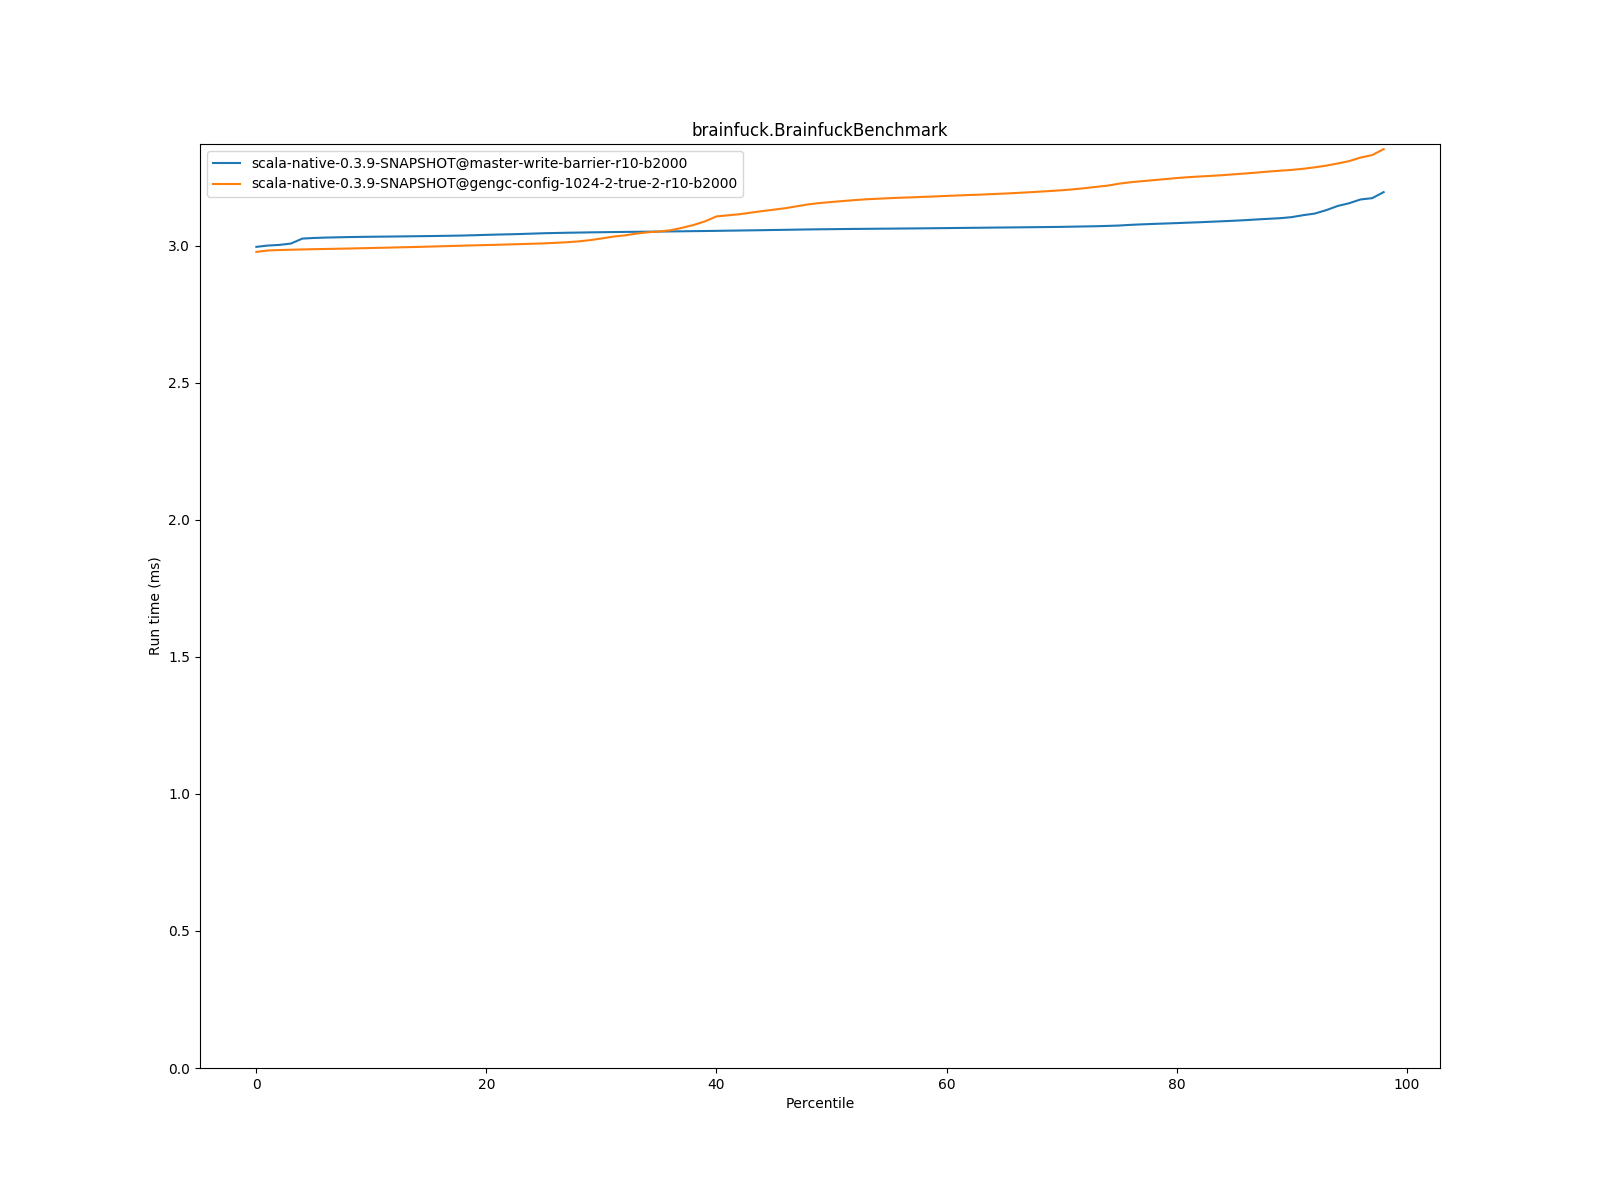 brainfuck.BrainfuckBenchmark
scala-native-0.3.9-SNAPSHOT@master-write-barrier-r10-b2000
scala-native-0.3.9-SNAPSHOT@gengc-config-1024-2-true-2-r10-b2000
3.0
2.5
2.0
1.5
1.0
0.5
0.0
Run time (ms)
0 20 40 60 80 100
Percentile